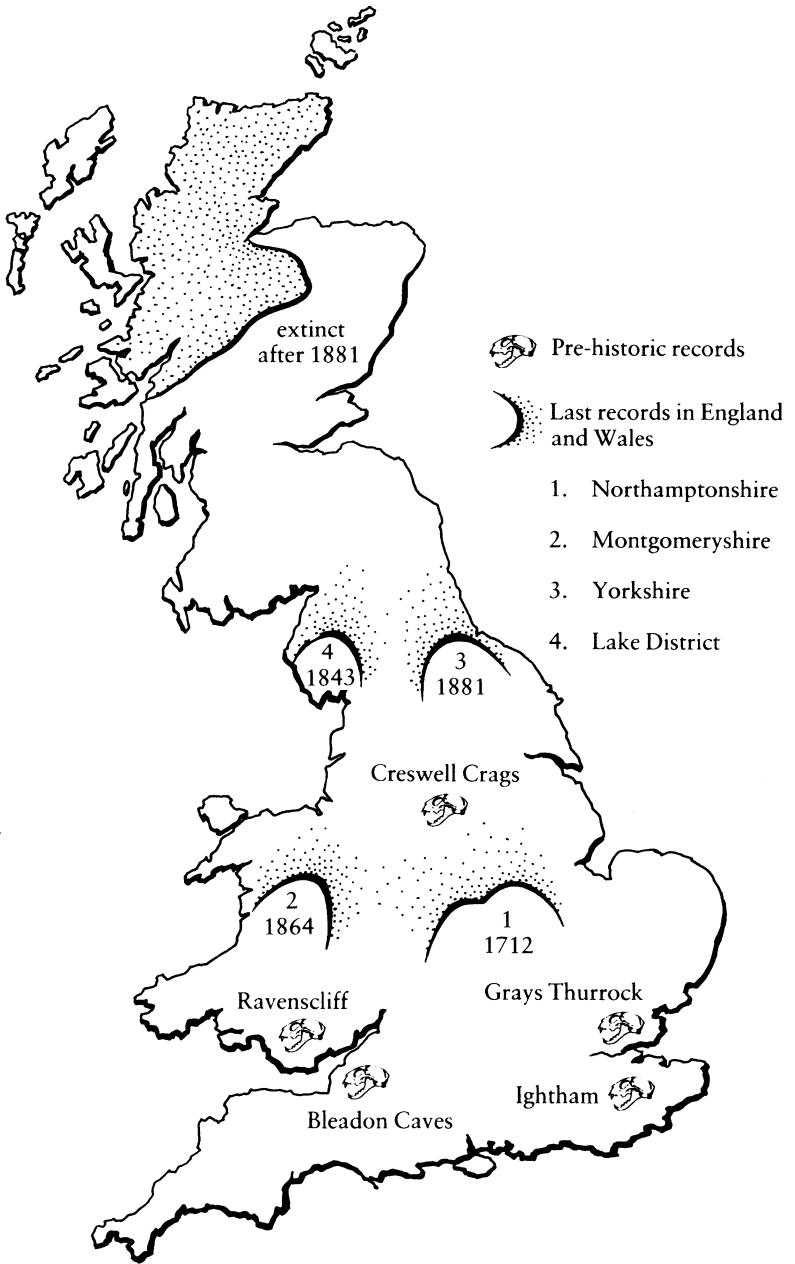 extinct
after 1881
Pre-historic records
Last records in England
and Wales
1. Northamptonshire
2. Montgomeryshire
3. Yorkshire
4. Lake District
4
1843
3
1881
Creswell Crags
2
1864
1
1712
Ravenscliff
Grays Thurrock
Ightham
Bleadon Caves